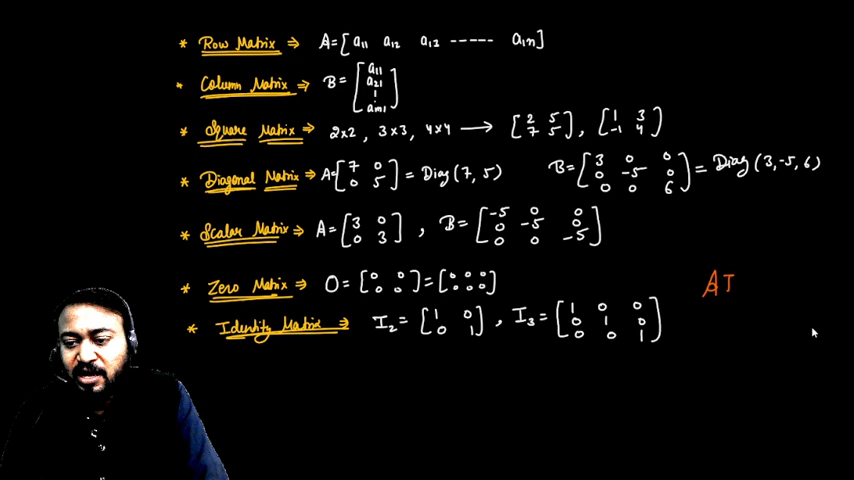 * Row Matrix ⇒ A=[a11 a12 a13 ----- a1n]
* Column Matrix ⇒ B=[a11 a21 ⋮ am1]
* Square Matrix ⇒ 2x2, 3x3, 4x4 → [2 5 7 5], [1 3 -1 4]
* Diagonal Matrix ⇒ A=[7 0 0 5] = Diag(7, 5) B=[3 0 0 0 -5 0 0 0 6] = Diag(3,-5,6)
* Scalar Matrix ⇒ A=[3 0 0 3], B=[-5 0 0 0 -5 0 0 0 -5]
* Zero Matrix ⇒ O=[0 0 0 0]=[0 0 0 0 0 0] AI
* Identity Matrix ⇒ I2=[1 0 0 1], I3=[1 0 0 0 1 0 0 0 1]